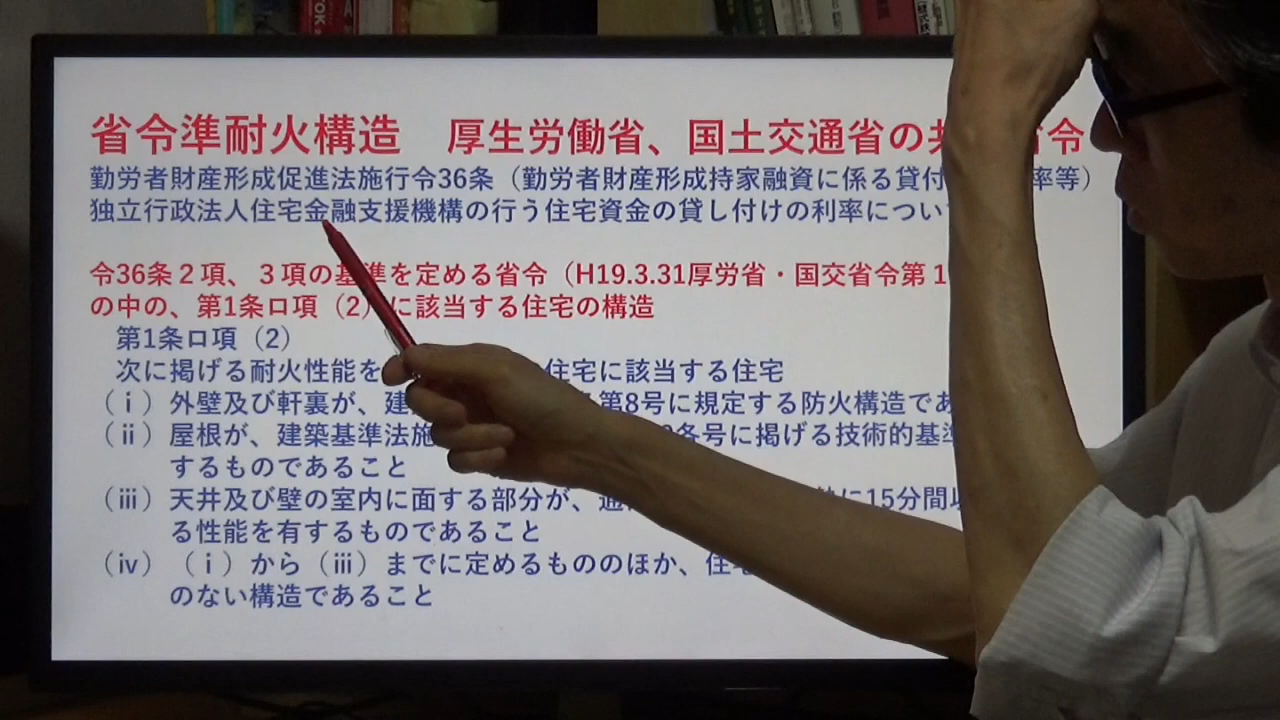 省令準耐火構造　厚生労働省、国土交通省の共 省令
勤労者財産形成促進法施行令36条（勤労者財産形成持家融資に係る貸付 率等）
独立行政法人住宅金融支援機構の行う住宅資金の貸し付けの利率につい
令36条２項、３項の基準を定める省令（H19.3.31厚労省・国交省令第１
の中の、第1条ロ項（2）に該当する住宅の構造
第1条ロ項（2）
次に掲げる耐火性能を 住宅に該当する住宅
（ⅰ）外壁及び軒裏が、建 る第8号に規定する防火構造であ
（ⅱ）屋根が、建築基準法施 各号に掲げる技術的基準
するものであること
（ⅲ）天井及び壁の室内に面する部分が、通 に15分間以
る性能を有するものであること
（ⅳ）（ⅰ）から（ⅲ）までに定めるもののほか、住宅
のない構造であること